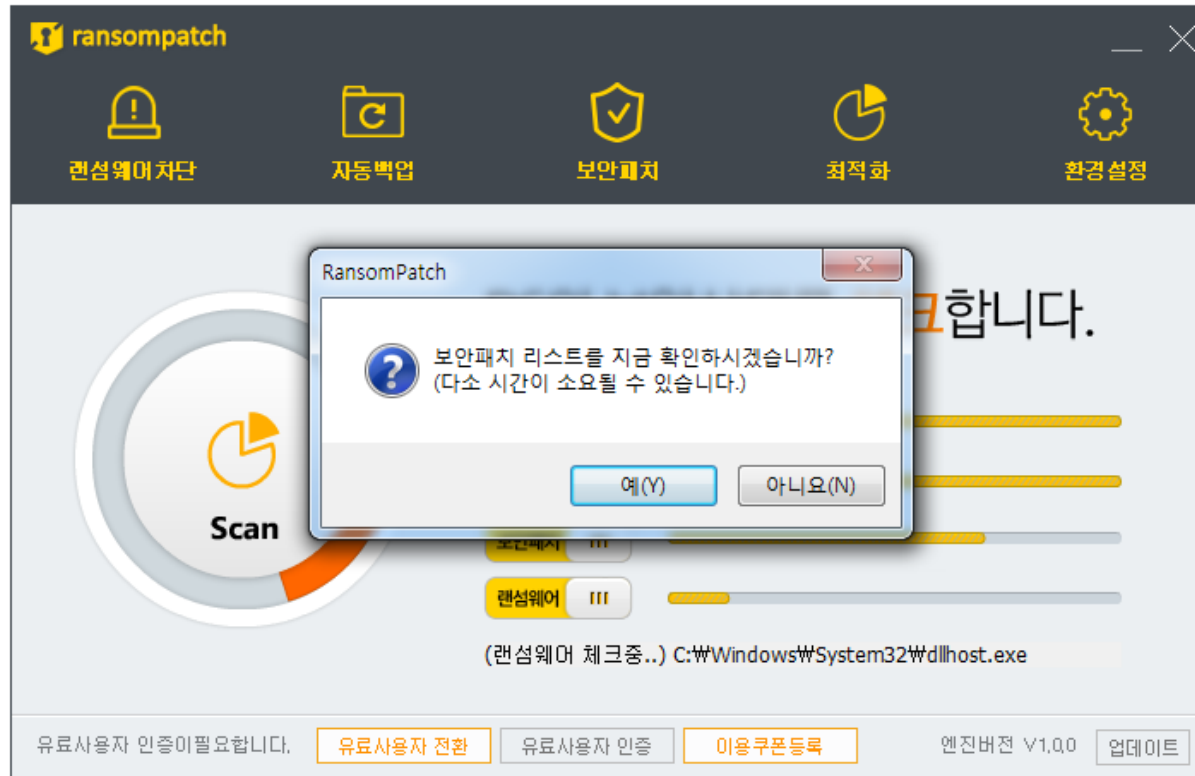 ransompatch
랜섬웨어차단 자동백업 보안패치 최적화 환경설정
RansomPatch
크합니다.
보안패치 리스트를 지금 확인하시겠습니까?
(다소 시간이 소요될 수 있습니다.)
예(Y) 아니요(N)
Scan
보안패치
랜섬웨어
(랜섬웨어 체크중..) C:₩Windows₩System32₩dllhost.exe
유료사용자 인증이필요합니다. 유료사용자 전환 유료사용자 인증 이용쿠폰등록 엔진버전 V1.0.0 업데이트